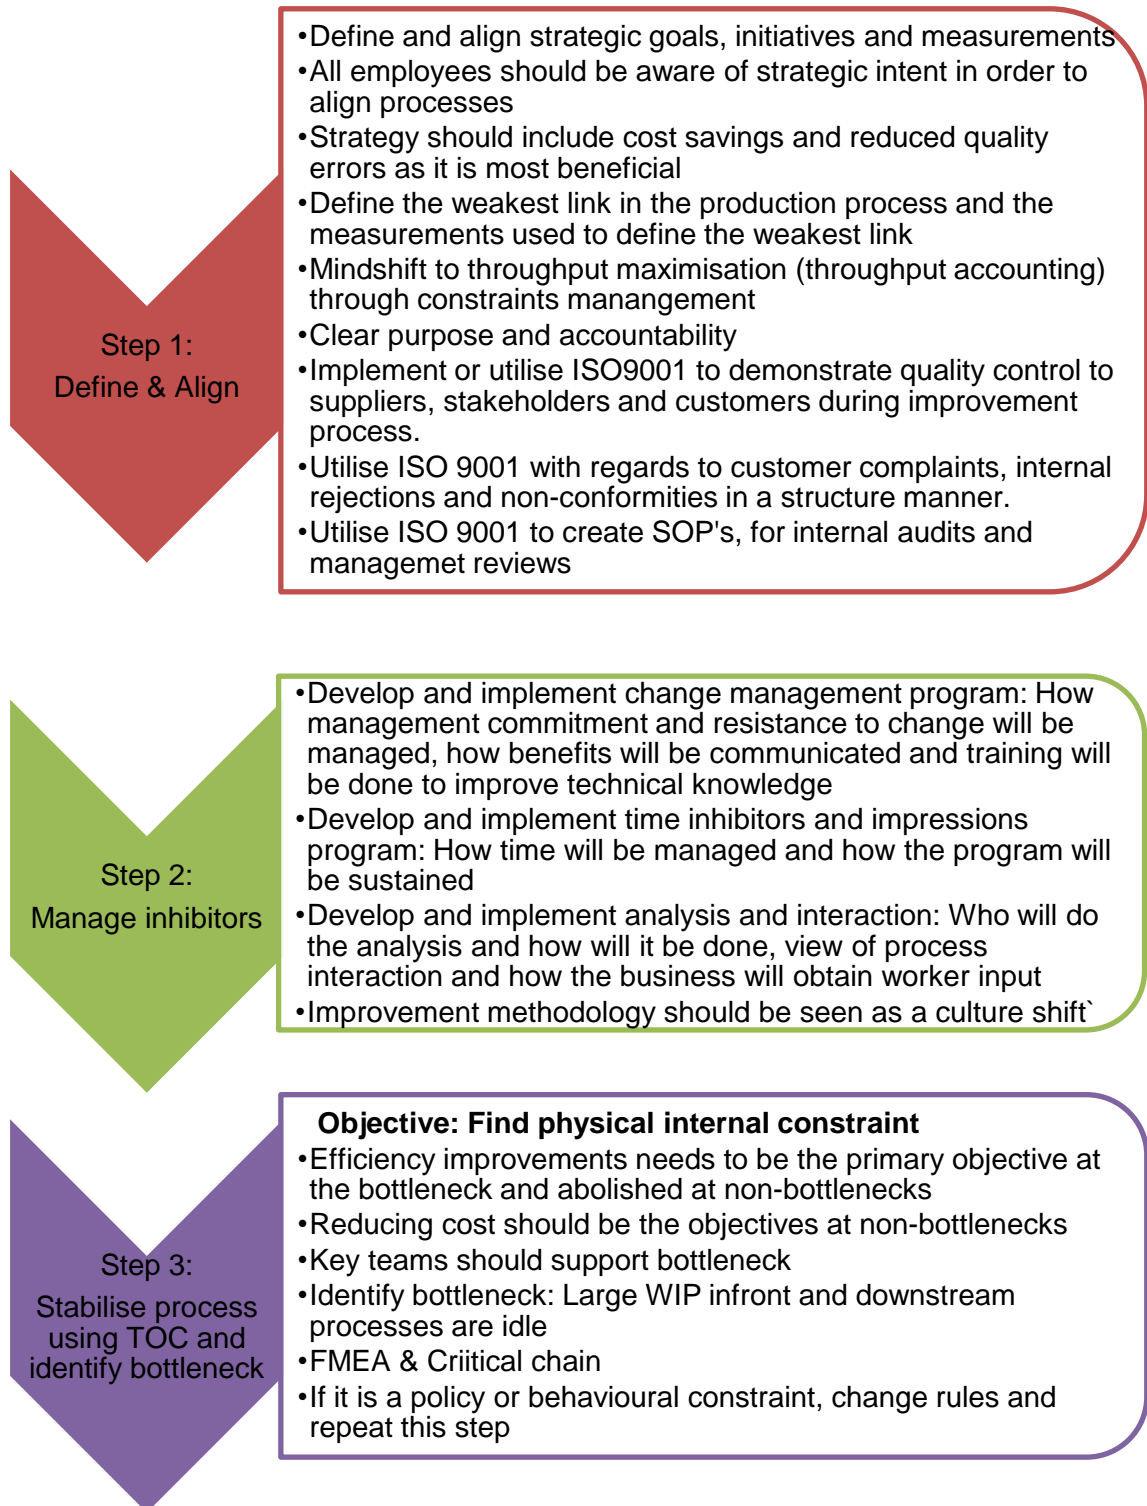 Step 1:
Define & Align
•Define and align strategic goals, initiatives and measurements
•All employees should be aware of strategic intent in order to
align processes
•Strategy should include cost savings and reduced quality
errors as it is most beneficial
•Define the weakest link in the production process and the
measurements used to define the weakest link
•Mindshift to throughput maximisation (throughput accounting)
through constraints manangement
•Clear purpose and accountability
•Implement or utilise ISO9001 to demonstrate quality control to
suppliers, stakeholders and customers during improvement
process.
•Utilise ISO 9001 with regards to customer complaints, internal
rejections and non-conformities in a structure manner.
•Utilise ISO 9001 to create SOP's, for internal audits and
managemet reviews
Step 2:
Manage inhibitors
•Develop and implement change management program: How
management commitment and resistance to change will be
managed, how benefits will be communicated and training will
be done to improve technical knowledge
•Develop and implement time inhibitors and impressions
program: How time will be managed and how the program will
be sustained
•Develop and implement analysis and interaction: Who will do
the analysis and how will it be done, view of process
interaction and how the business will obtain worker input
•Improvement methodology should be seen as a culture shift`
Step 3:
Stabilise process
using TOC and
identify bottleneck
Objective: Find physical internal constraint
•Efficiency improvements needs to be the primary objective at
the bottleneck and abolished at non-bottlenecks
•Reducing cost should be the objectives at non-bottlenecks
•Key teams should support bottleneck
•Identify bottleneck: Large WIP infront and downstream
processes are idle
•FMEA & Criitical chain
•If it is a policy or behavioural constraint, change rules and
repeat this step